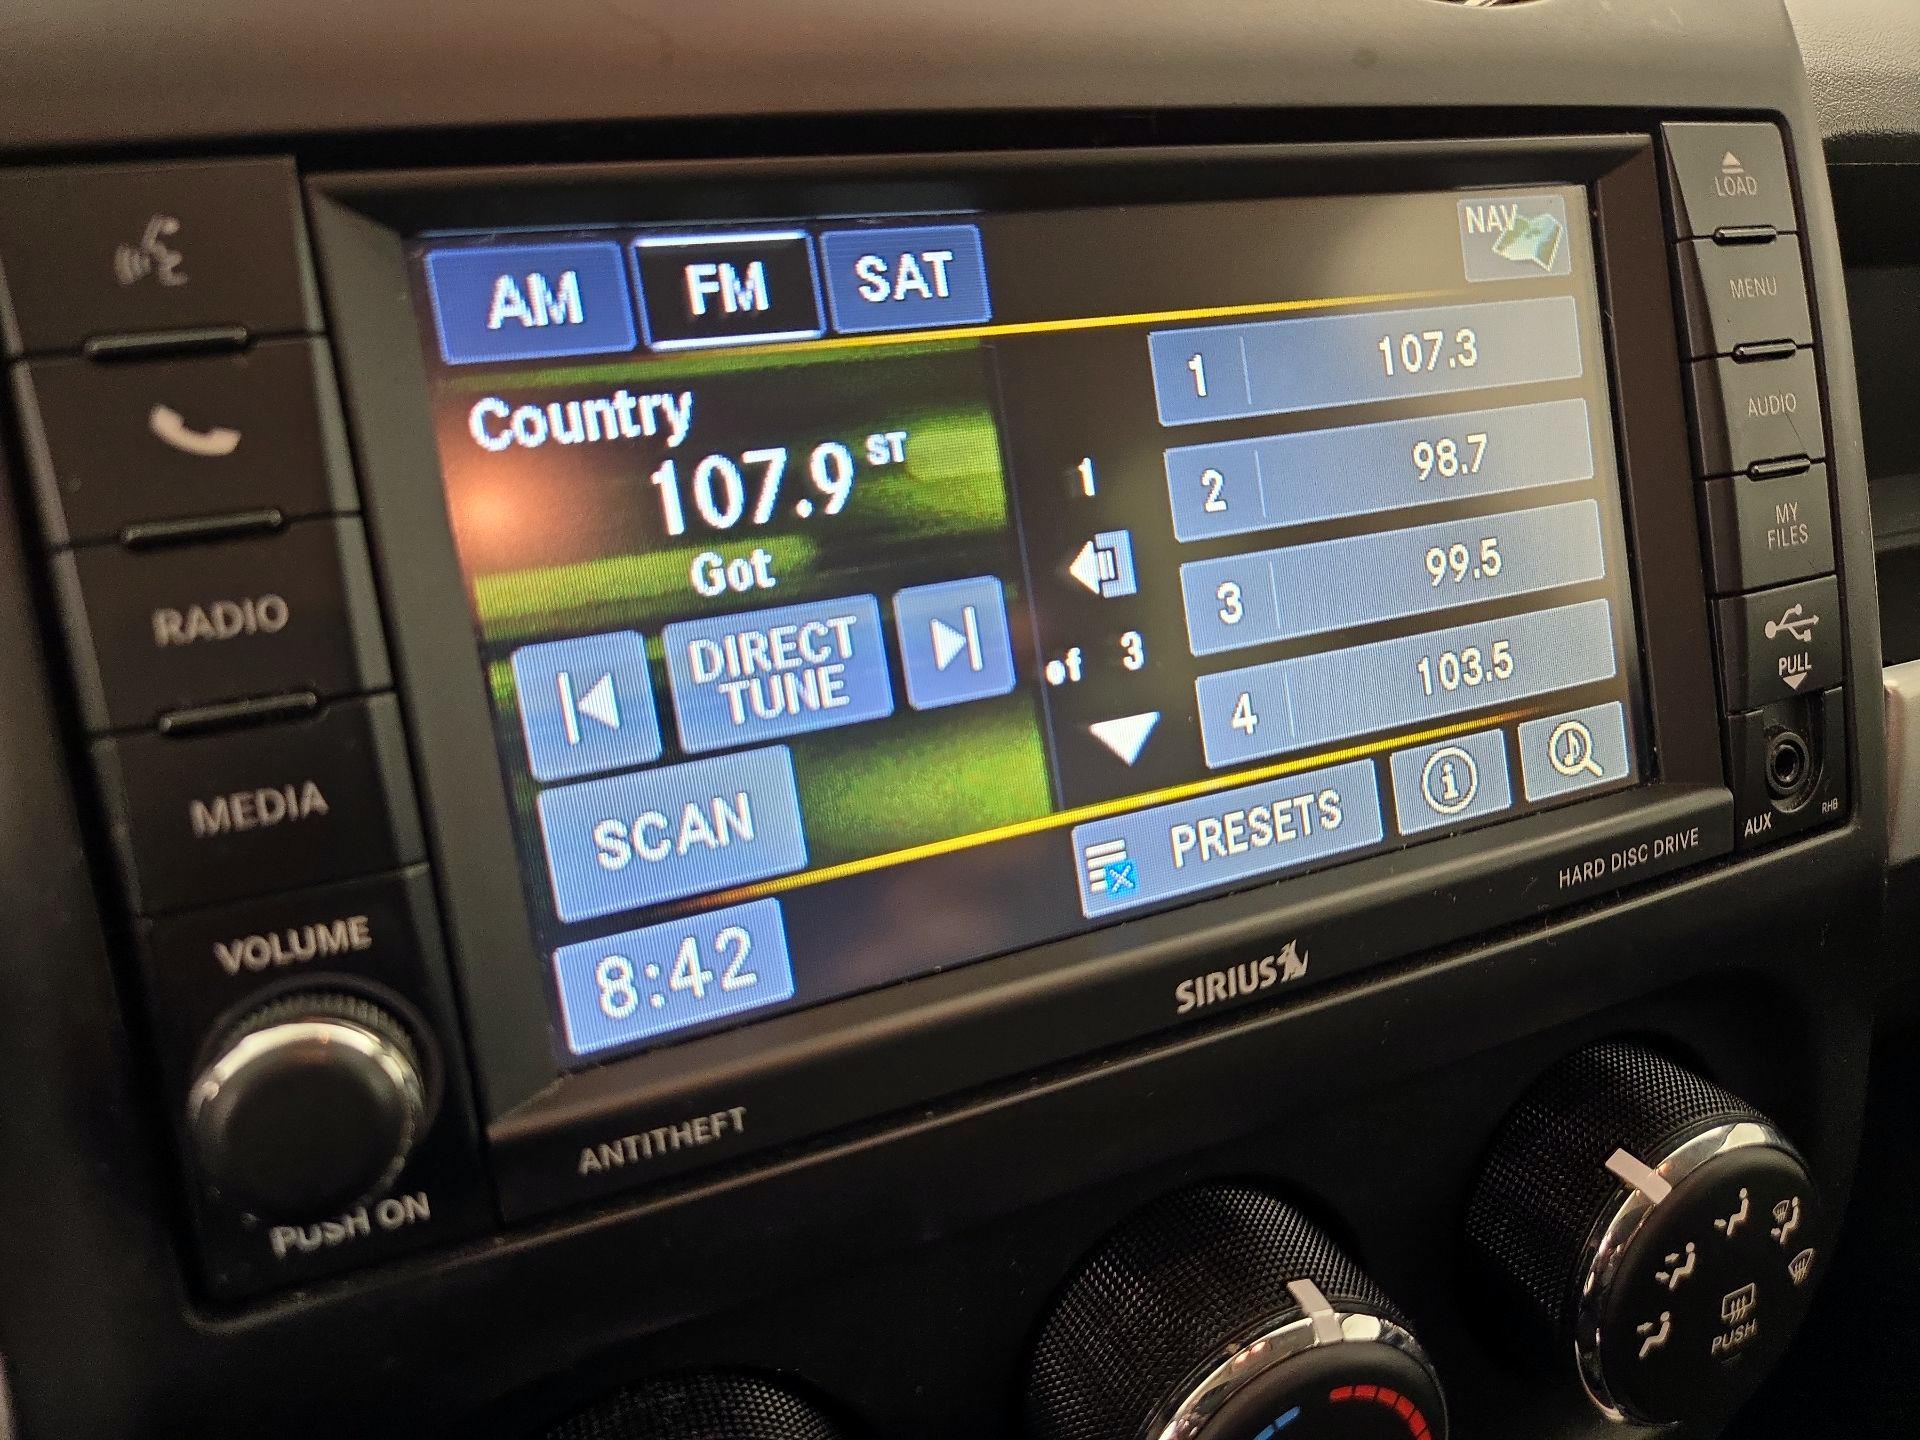 AM
FM
SAT
NAV
LOAD
MENU
AUDIO
MY
FILES
PULL
AUX
RHB
RADIO
MEDIA
VOLUME
PUSH ON
Country
107.9 ST
Got
DIRECT
TUNE
SCAN
8:42
1
of 3
1 107.3
2 98.7
3 99.5
4 103.5
PRESETS
HARD DISC DRIVE
SIRIUS
ANTITHEFT
PUSH